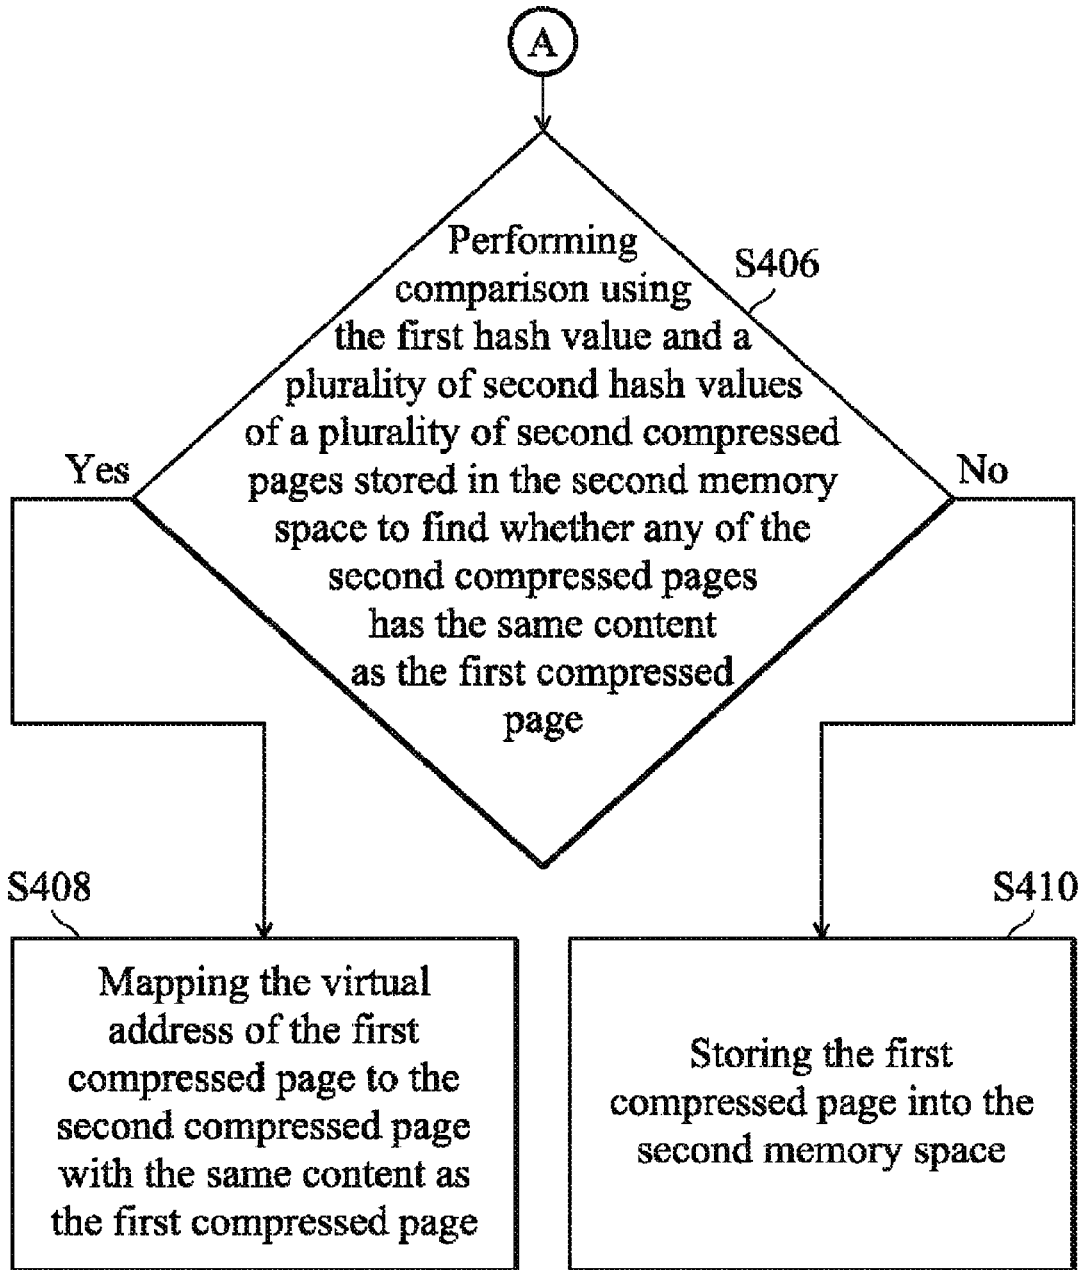 A
Performing
comparison using
the first hash value and a
plurality of second hash values
of a plurality of second compressed
pages stored in the second memory
space to find whether any of the
second compressed pages
has the same content
as the first compressed
page
S406
Yes
No
S408
Mapping the virtual
address of the first
compressed page to the
second compressed page
with the same content as
the first compressed page
S410
Storing the first
compressed page into the
second memory space